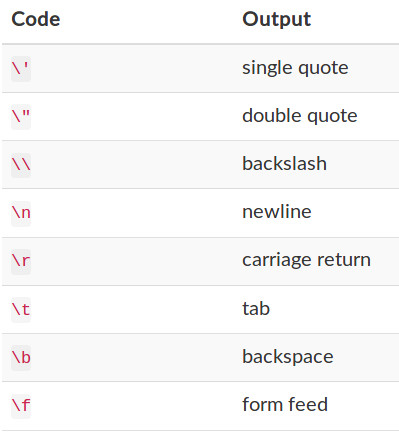 Code Output
\' single quote
\" double quote
\\ backslash
\n newline
\r carriage return
\t tab
\b backspace
\f form feed